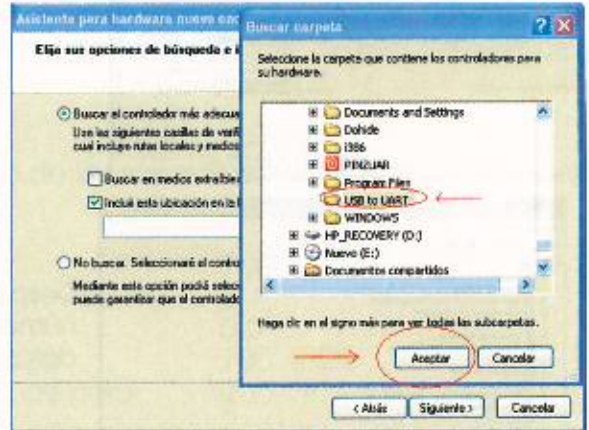 Asistente para hardware nuevo enc
Elija sus opciones de búsqueda e i
Buscar el controlador más adecua
Use las siguientes casillas de verifi
cual incluye rutas locales y medios
Buscar en medios extraíbles
Incluir esta ubicación en la
No buscar. Seleccionaré el contro
Mediante esta opción podrá selec
puede garantizar que el controlado
< Atrás
Siguiente >
Cancelar
Buscar carpeta
Seleccione la carpeta que contiene los controladores para
su hardware.
Documents and Settings
Dohide
i386
PINZUAR
Program Files
USB to UART
WINDOWS
HP_RECOVERY (D:)
Nuevo (E:)
Documentos compartidos
Haga clic en el signo más para ver todas las subcarpetas.
Aceptar
Cancelar